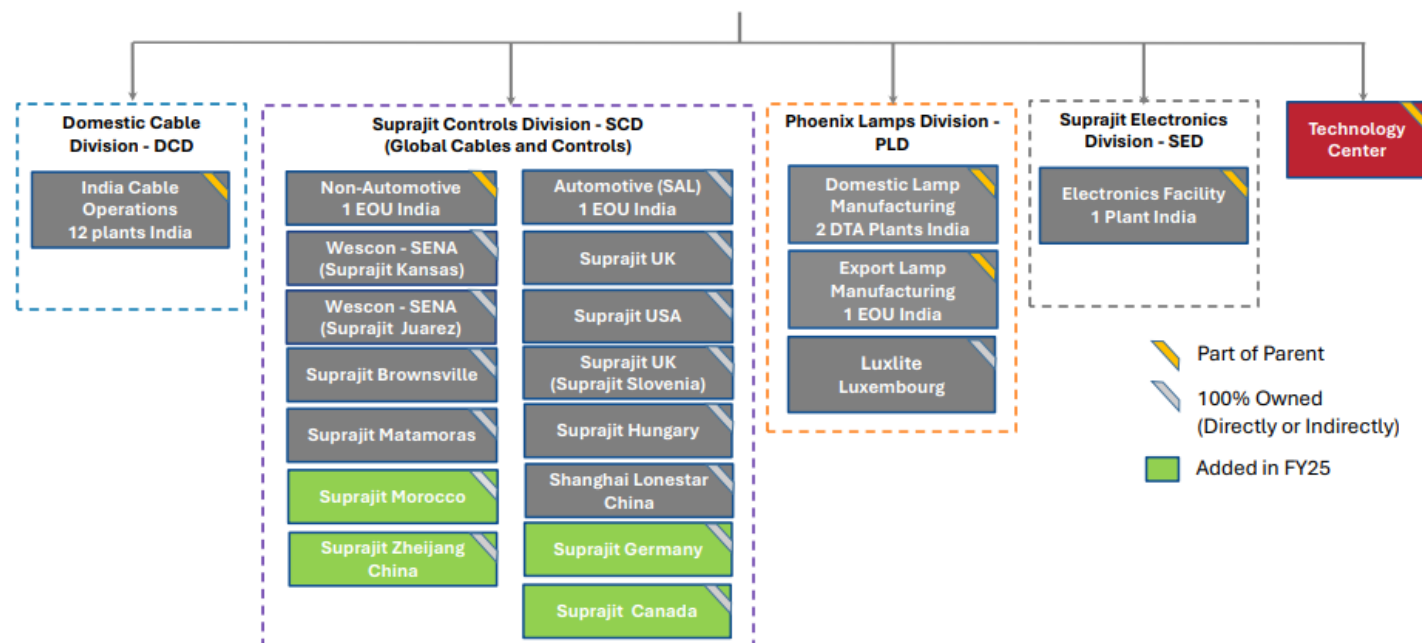 Domestic Cable
Division - DCD
India Cable
Operations
12 plants India
Suprajit Controls Division - SCD
(Global Cables and Controls)
Non-Automotive
1 EOU India
Wescon - SENA
(Suprajit Kansas)
Wescon - SENA
(Suprajit Juarez)
Suprajit Brownsville
Suprajit Matamoras
Suprajit Morocco
Suprajit Zheijang
China
Automotive (SAL)
1 EOU India
Suprajit UK
Suprajit USA
Suprajit UK
(Suprajit Slovenia)
Suprajit Hungary
Shanghai Lonestar
China
Suprajit Germany
Suprajit Canada
Phoenix Lamps Division -
PLD
Domestic Lamp
Manufacturing
2 DTA Plants India
Export Lamp
Manufacturing
1 EOU India
Luxlite
Luxembourg
Suprajit Electronics
Division - SED
Electronics Facility
1 Plant India
Technology
Center
Part of Parent
100% Owned
(Directly or Indirectly)
Added in FY25